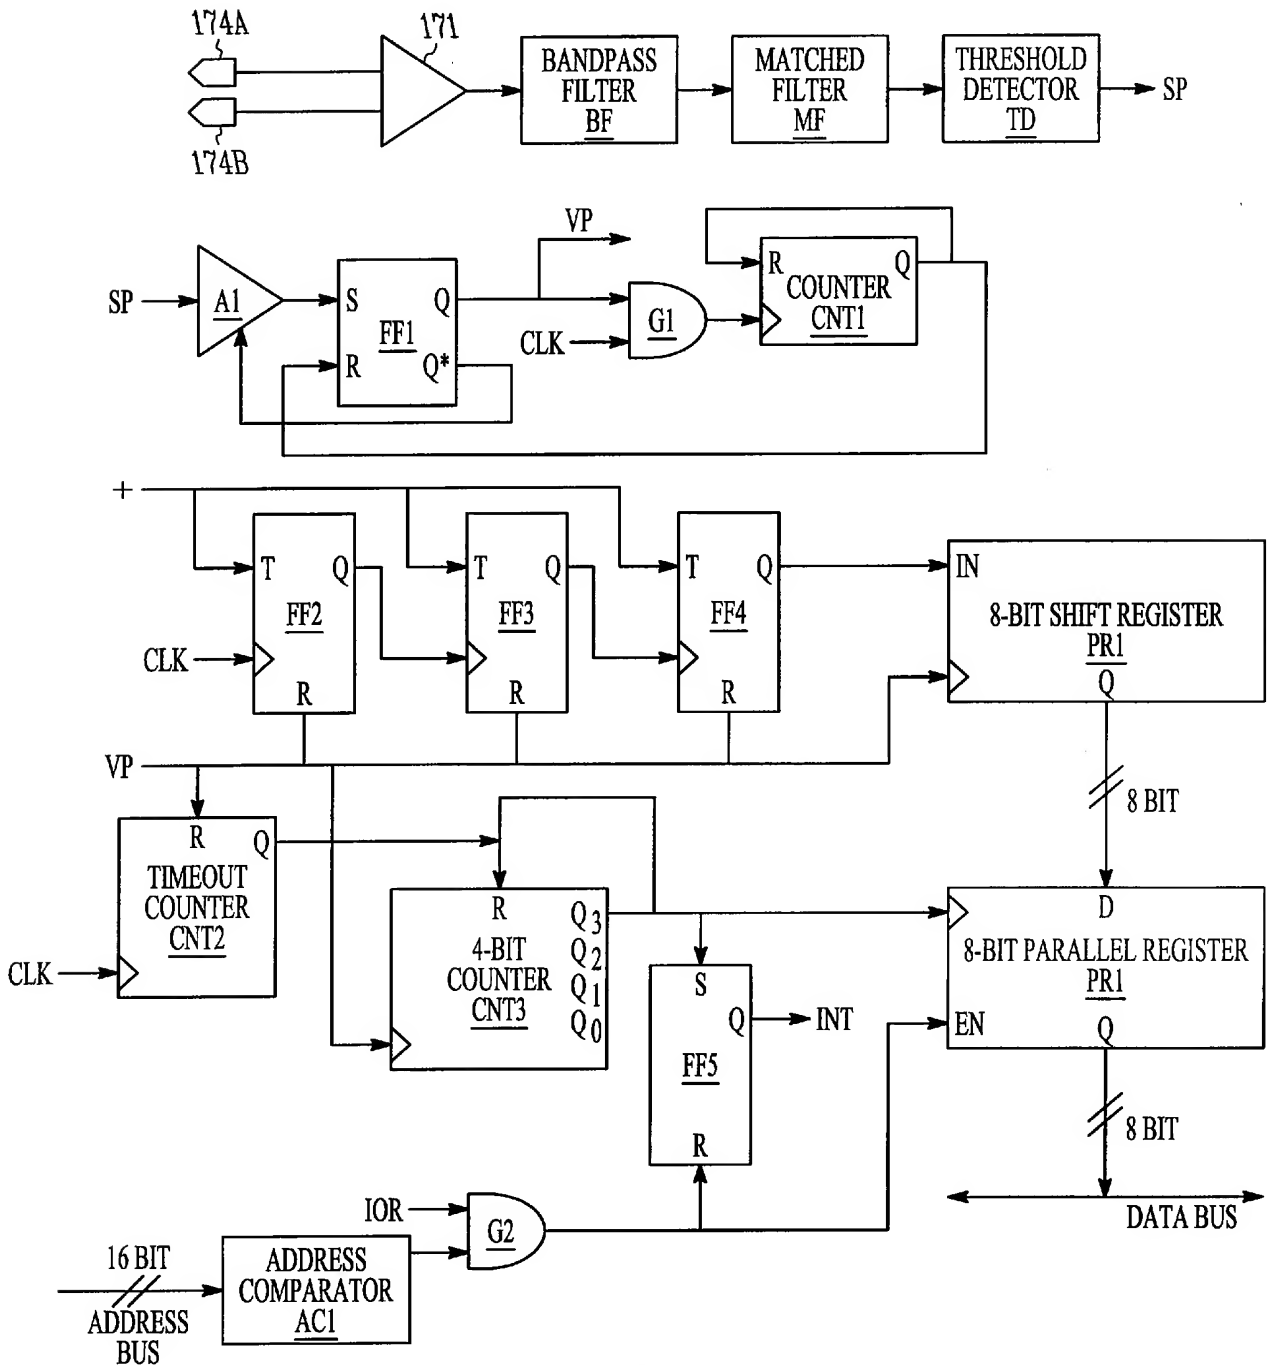 174A
171
174B
BANDPASS
FILTER
BF
MATCHED
FILTER
MF
THRESHOLD
DETECTOR
TD
SP
SP
A1
S
Q
FF1
R
Q*
VP
CLK
G1
R
Q
COUNTER
CNT1
+
T
Q
FF2
CLK
R
T
Q
FF3
R
T
Q
FF4
R
IN
8-BIT SHIFT REGISTER
PR1
Q
VP
8 BIT
R
Q
TIMEOUT
COUNTER
CNT2
CLK
R
Q3
4-BIT
Q2
COUNTER
Q1
CNT3
Q0
S
Q
INT
FF5
R
D
8-BIT PARALLEL REGISTER
PR1
EN
Q
8 BIT
DATA BUS
IOR
G2
16 BIT
ADDRESS
BUS
ADDRESS
COMPARATOR
AC1